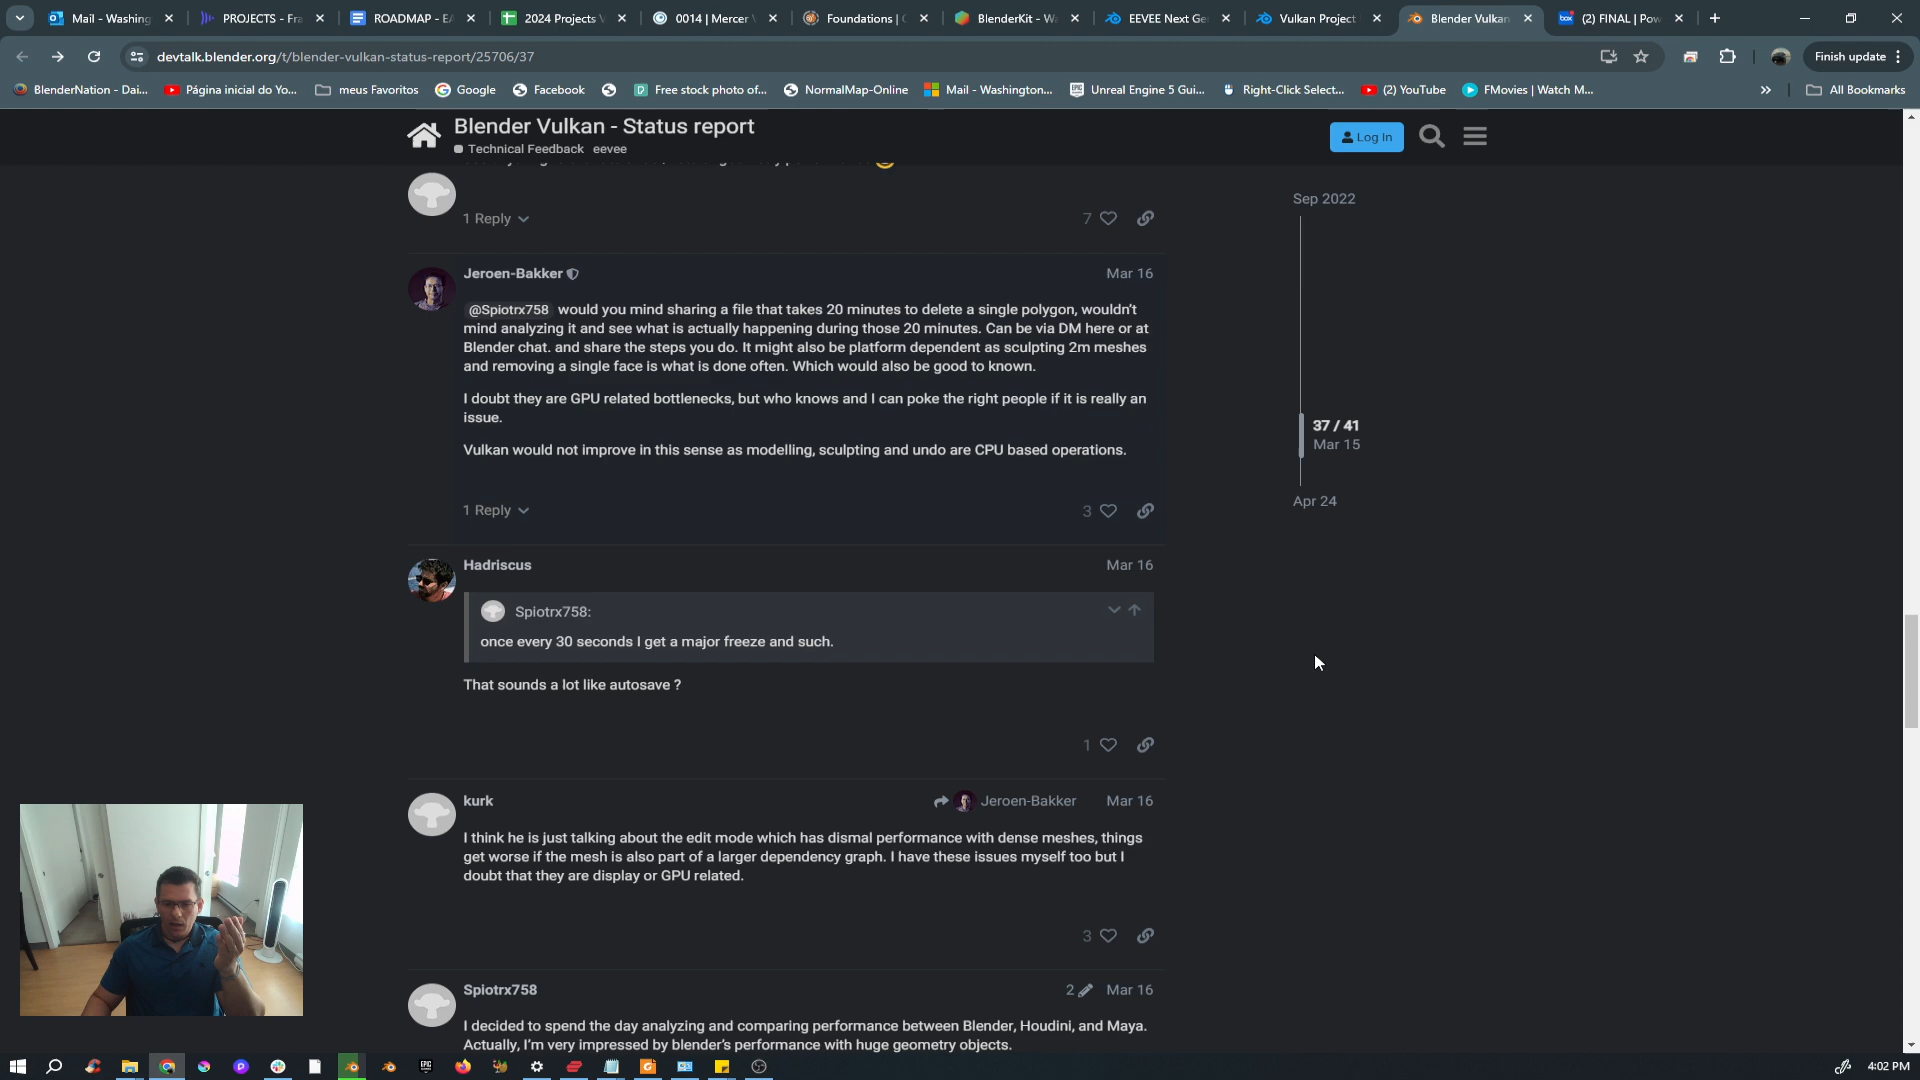 Mail - Washing
PROJECTS - Fra
ROADMAP - EA
2024 Projects V
0014 | Mercer V
Foundations | C
BlenderKit - Wa
EEVEE Next Ge
Vulkan Project
Blender Vulkan
(2) FINAL | Pow
devtalk.blender.org/t/blender-vulkan-status-report/25706/37
Finish update
BlenderNation - Dai...
Página inicial do Yo...
meus Favoritos
Google
Facebook
Free stock photo of...
NormalMap-Online
Mail - Washington...
Unreal Engine 5 Gui...
Right-Click Select...
(2) YouTube
FMovies | Watch M...
All Bookmarks
Blender Vulkan - Status report
Technical Feedback eevee
Log In
1 Reply
7
Sep 2022
37 / 41
Mar 15
Apr 24
Jeroen-Bakker
Mar 16
@Spiotrx758 would you mind sharing a file that takes 20 minutes to delete a single polygon, wouldn't
mind analyzing it and see what is actually happening during those 20 minutes. Can be via DM here or at
Blender chat. and share the steps you do. It might also be platform dependent as sculpting 2m meshes
and removing a single face is what is done often. Which would also be good to known.
I doubt they are GPU related bottlenecks, but who knows and I can poke the right people if it is really an
issue.
Vulkan would not improve in this sense as modelling, sculpting and undo are CPU based operations.
1 Reply
3
Hadriscus
Mar 16
Spiotrx758:
once every 30 seconds I get a major freeze and such.
That sounds a lot like autosave ?
1
kurk
Jeroen-Bakker
Mar 16
I think he is just talking about the edit mode which has dismal performance with dense meshes, things
get worse if the mesh is also part of a larger dependency graph. I have these issues myself too but I
doubt that they are display or GPU related.
3
Spiotrx758
2
Mar 16
I decided to spend the day analyzing and comparing performance between Blender, Houdini, and Maya.
Actually, I'm very impressed by blender's performance with huge geometry objects.
4:02 PM